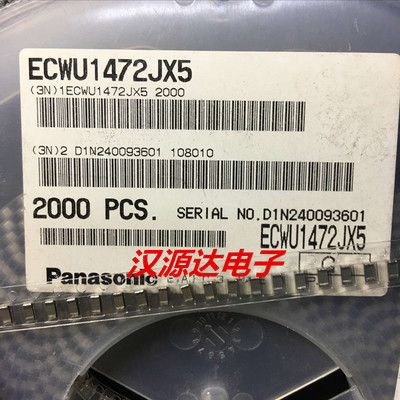 ECWU1472JX5
(3N)1ECWU1472JX5 2000
(3N)2 D1N240093601 108010
2000 PCS. SERIAL NO.D1N240093601
ECWU1472JX5
汉源达电子
Panasonic
C